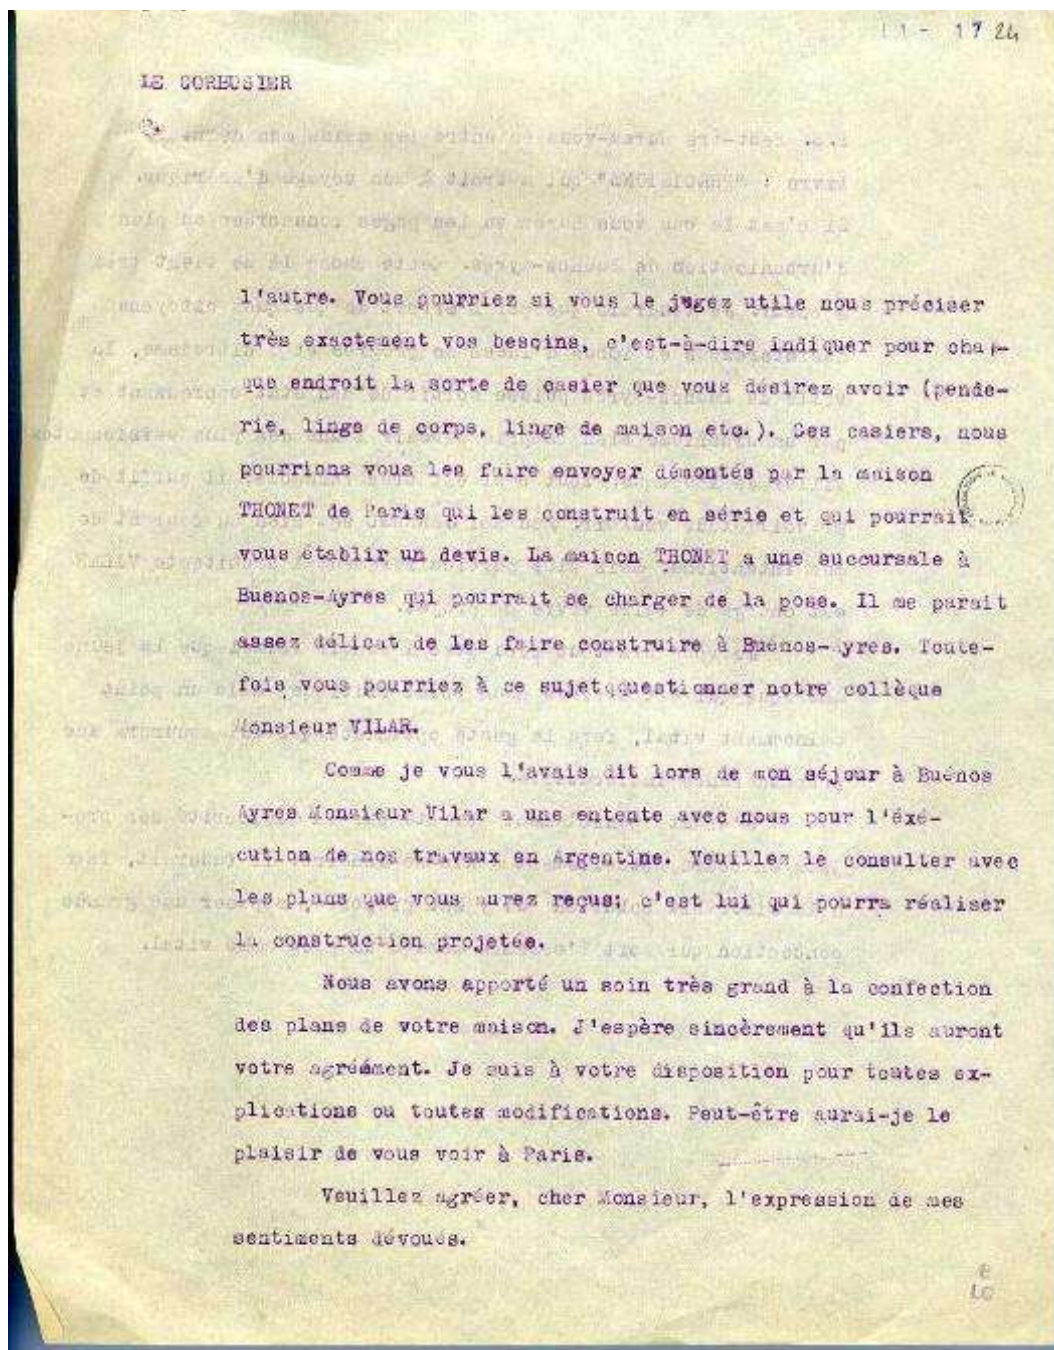 11 - 17 24
LE CORBUSIER
2.
l'autre. Vous pourriez si vous le jugez utile nous préciser
très exactement vos besoins, c'est-à-dire indiquer pour cha-
que endroit la sorte de casier que vous désirez avoir (pende-
rie, linge de corps, linge de maison etc.). Ces casiers, nous
pourrions vous les faire envoyer démontés par la maison
THONET de Paris qui les construit en série et qui pourrait
vous établir un devis. La maison THONET a une succursale à
Buenos-Ayres qui pourrait se charger de la pose. Il me parait
assez délicat de les faire construire à Buénos-Ayres. Toute-
fois vous pourriez à ce sujet questionner notre collèque
Monsieur VILAR.
Comme je vous l'avais dit lors de mon séjour à Buénos
Ayres Monsieur Vilar a une entente avec nous pour l'éxé-
cution de nos travaux en Argentine. Veuillez le consulter avec
les plans que vous aurez reçus; c'est lui qui pourra réaliser
la construction projetée.
Nous avons apporté un soin très grand à la confection
des plans de votre maison. J'espère sincèrement qu'ils auront
votre agréément. Je suis à votre disposition pour toutes ex-
plications ou toutes modifications. Peut-être aurai-je le
plaisir de vous voir à Paris.
Veuillez agréer, cher Monsieur, l'expression de mes
sentiments dévoués.